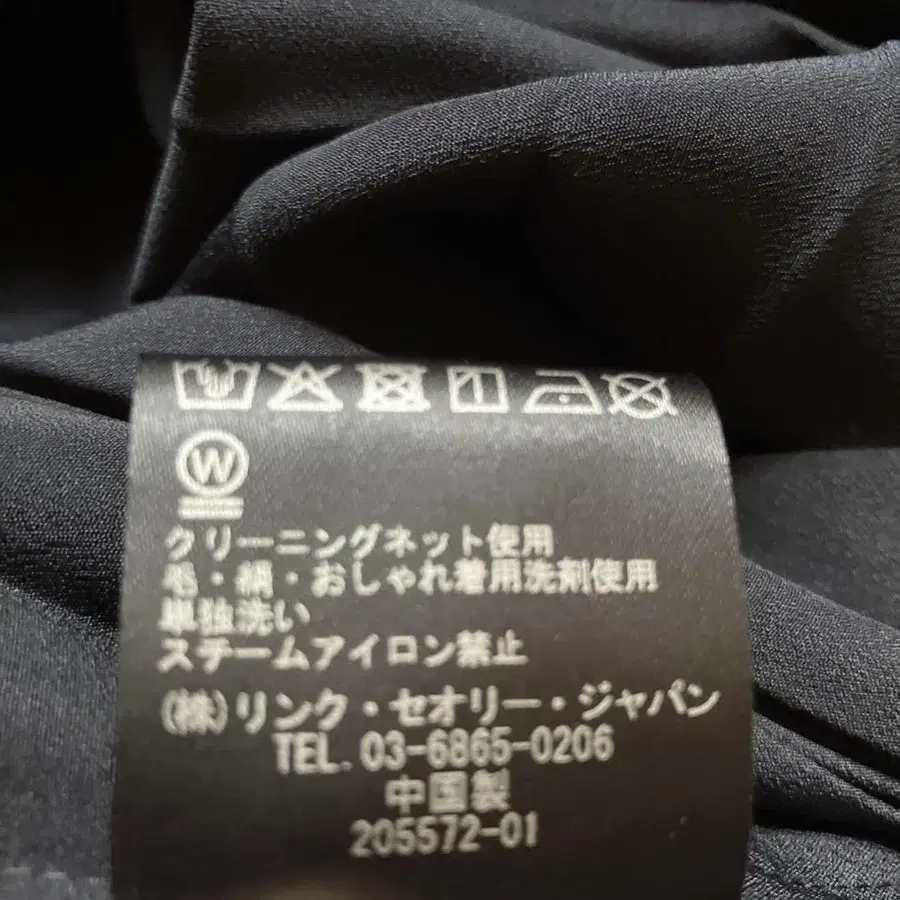 W
クリーニングネット使用
毛・絹・おしゃれ着用洗剤使用
単独洗い
スチームアイロン禁止
(株)リンク・セオリー・ジャパン
TEL.03-6865-0206
中国製
205572-01